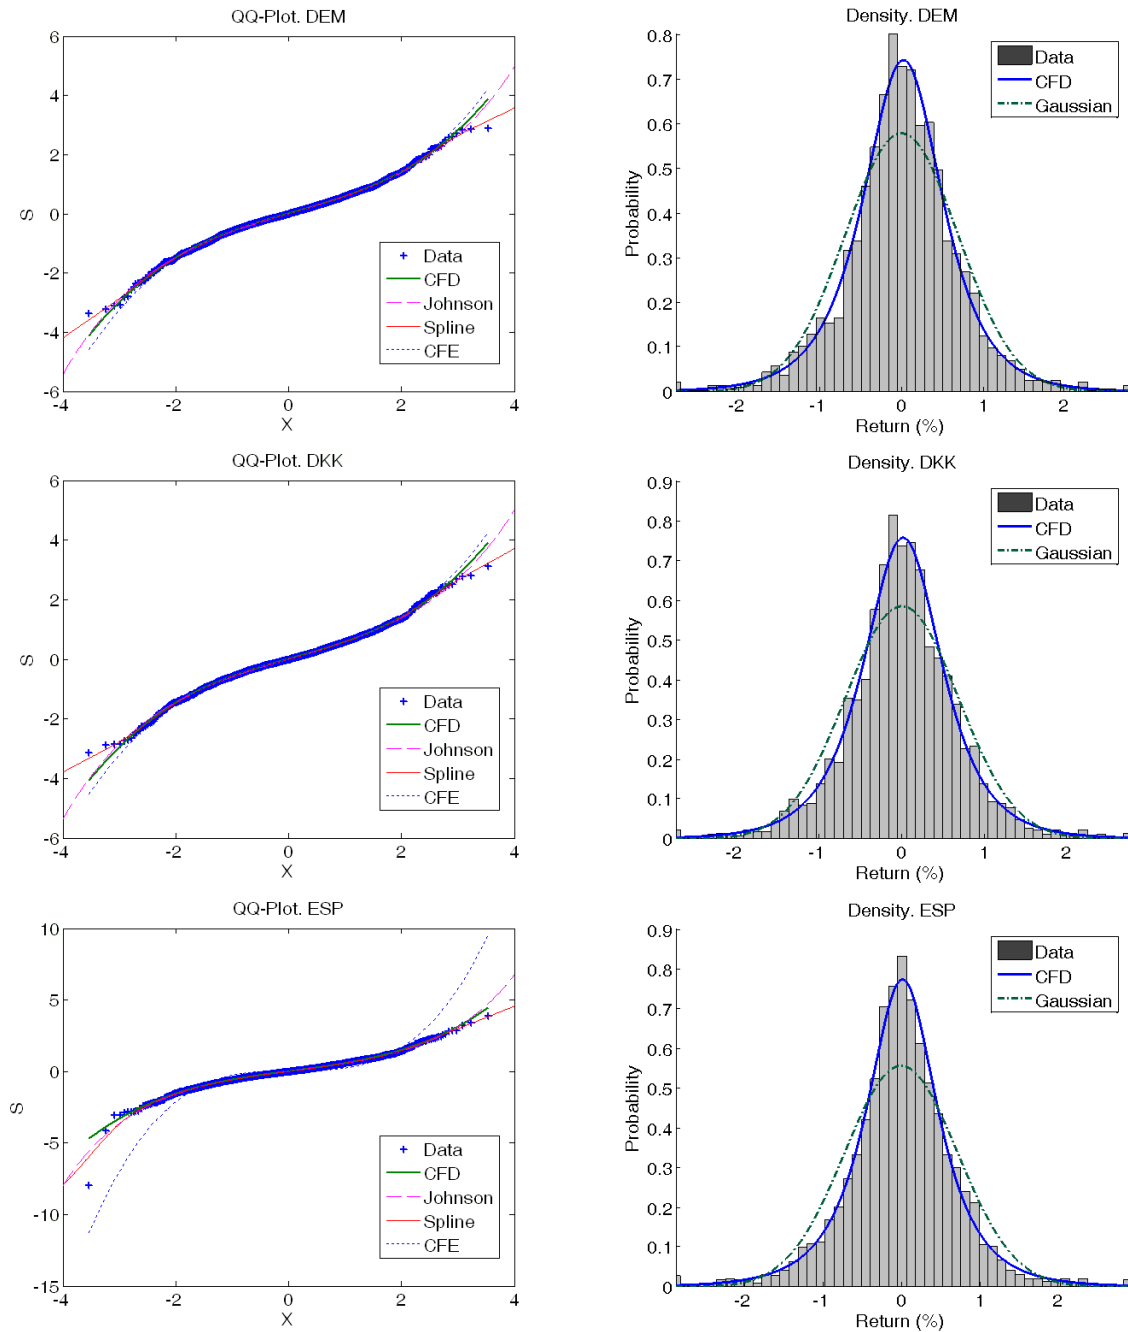 QQ-Plot. DEM
6
4
2
0
-2
-4
-6
S
-4
-2
0
2
4
X
Data
CFD
Johnson
Spline
CFE
Density. DEM
0.8
0.7
0.6
0.5
0.4
0.3
0.2
0.1
0
Probability
-2
-1
0
1
2
Return (%)
Data
CFD
Gaussian
QQ-Plot. DKK
6
4
2
0
-2
-4
-6
S
-4
-2
0
2
4
X
Data
CFD
Johnson
Spline
CFE
Density. DKK
0.9
0.8
0.7
0.6
0.5
0.4
0.3
0.2
0.1
0
Probability
-2
-1
0
1
2
Return (%)
Data
CFD
Gaussian
QQ-Plot. ESP
10
5
0
-5
-10
-15
S
-4
-2
0
2
4
X
Data
CFD
Johnson
Spline
CFE
Density. ESP
0.9
0.8
0.7
0.6
0.5
0.4
0.3
0.2
0.1
0
Probability
-2
-1
0
1
2
Return (%)
Data
CFD
Gaussian